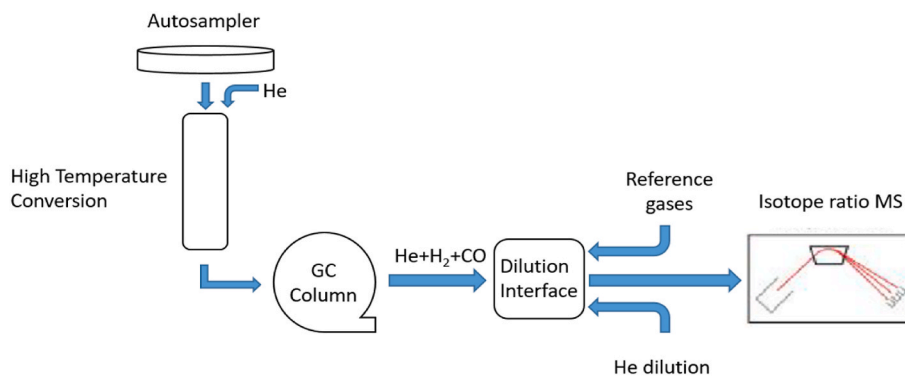 Autosampler
He
High Temperature
Conversion
GC
Column
He+H₂+CO
Dilution
Interface
Reference
gases
He dilution
Isotope ratio MS